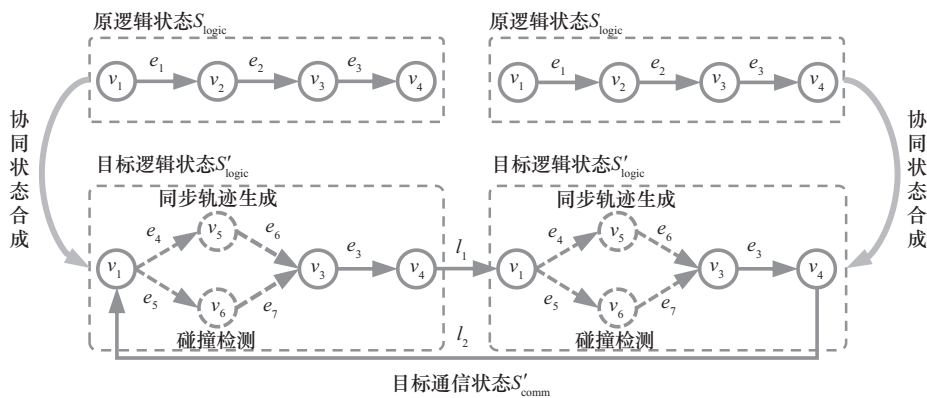 原逻辑状态S_logic
原逻辑状态S_logic
v₁ e₁ v₂ e₂ v₃ e₃ v₄
v₁ e₁ v₂ e₂ v₃ e₃ v₄
协同状态合成
协同状态合成
目标逻辑状态S′_logic
目标逻辑状态S′_logic
同步轨迹生成
v₁ e₄ v₅ e₆ v₃ e₃ v₄
e₅ v₆ e₇
碰撞检测
l₁
同步轨迹生成
v₁ e₄ v₅ e₆ v₃ e₃ v₄
e₅ v₆ e₇
碰撞检测
l₂
目标通信状态S′_comm